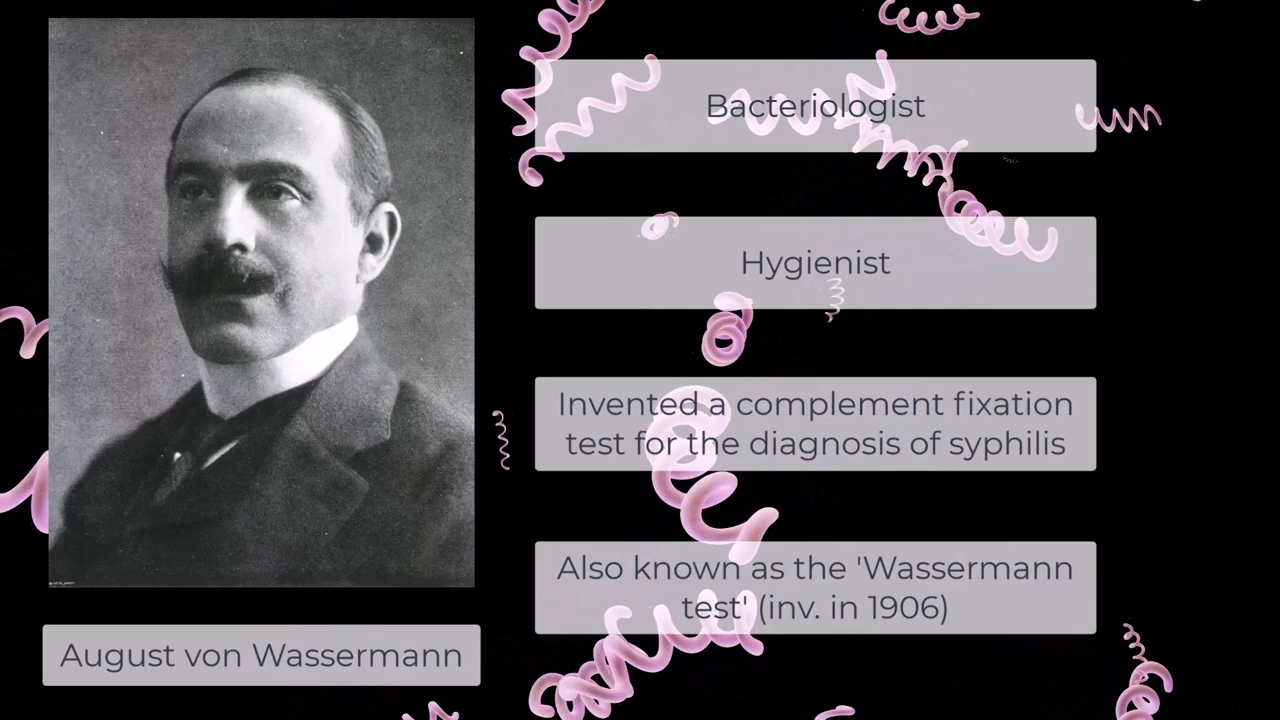 Bacteriologist
Hygienist
Invented a complement fixation
test for the diagnosis of syphilis
Also known as the 'Wassermann
test' (inv. in 1906)
August von Wassermann